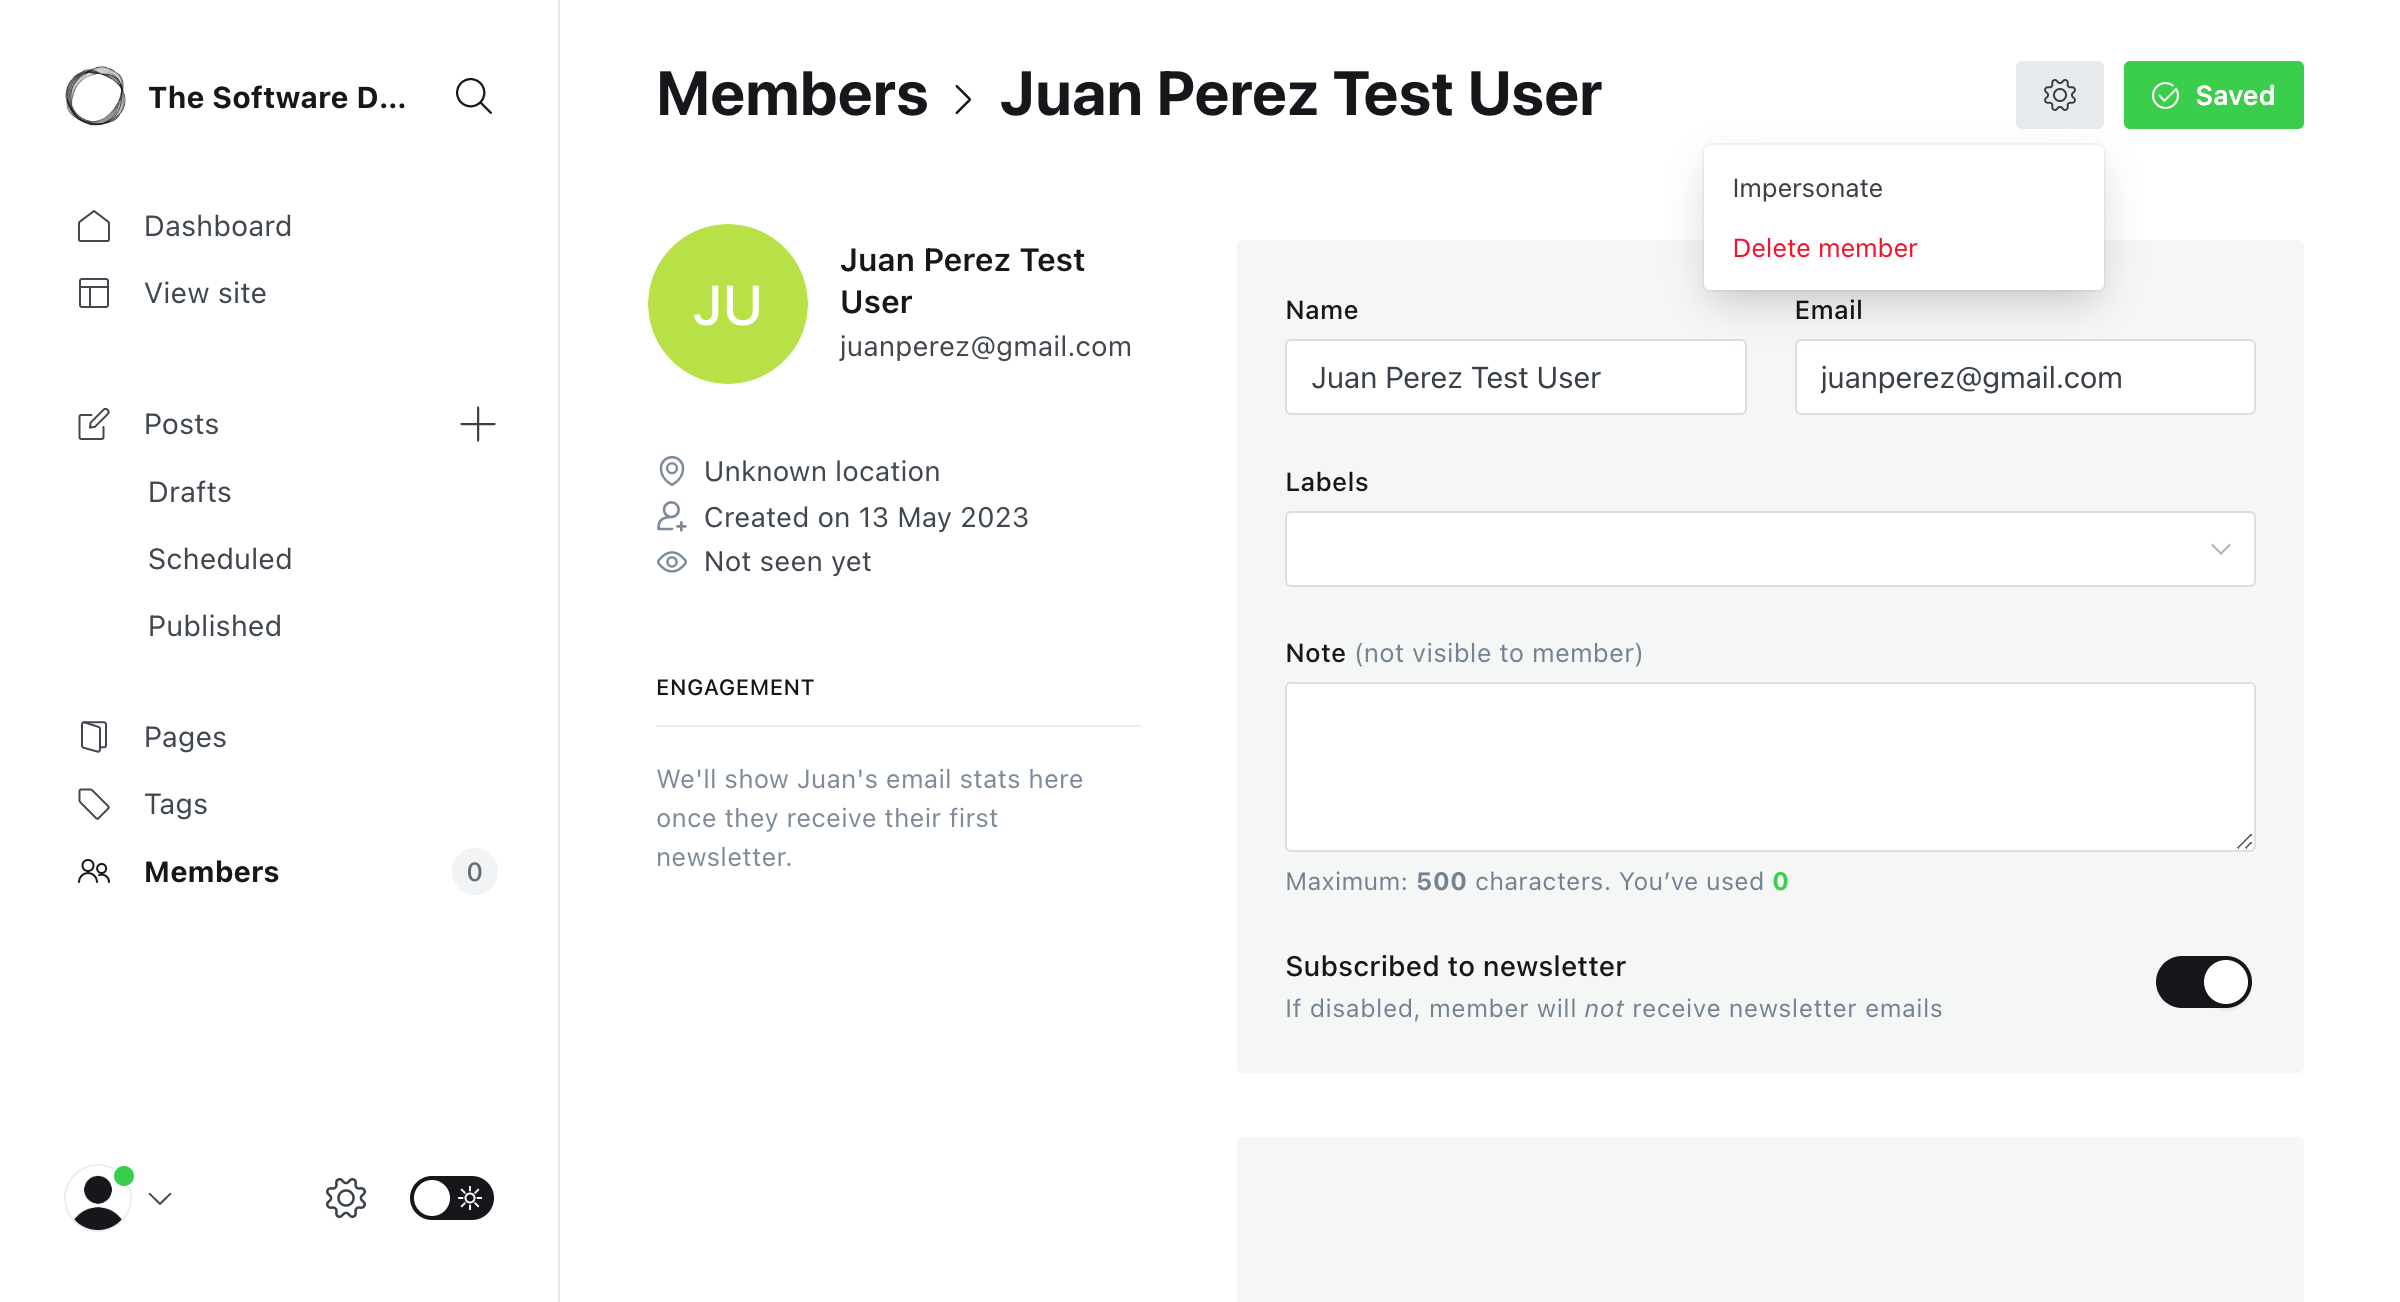 The Software D...
Dashboard
View site
Posts
Drafts
Scheduled
Published
Pages
Tags
Members
0
Members > Juan Perez Test User
Saved
Impersonate
Delete member
JU
Juan Perez Test
User
juanperez@gmail.com
Unknown location
Created on 13 May 2023
Not seen yet
ENGAGEMENT
We'll show Juan's email stats here
once they receive their first
newsletter.
Name
Juan Perez Test User
Email
juanperez@gmail.com
Labels
Note (not visible to member)
Maximum: 500 characters. You’ve used 0
Subscribed to newsletter
If disabled, member will not receive newsletter emails